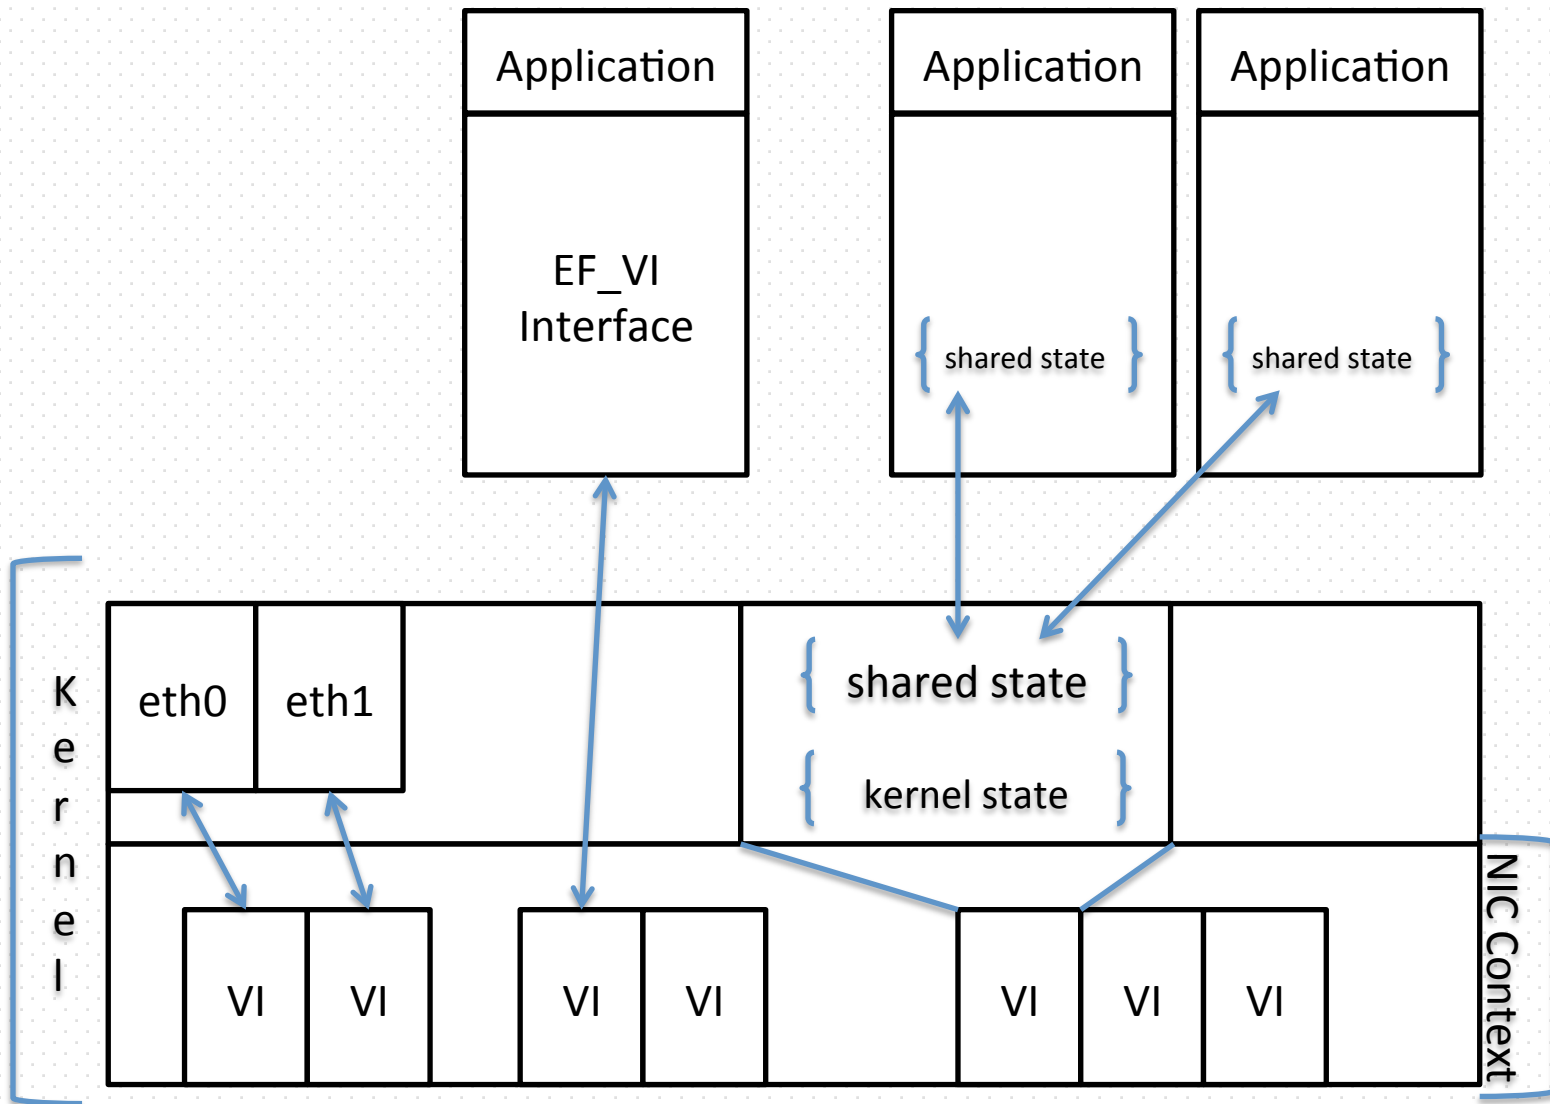 Application
Application
Application
EF_VI
Interface
shared state
shared state
Kernel
eth0
eth1
shared state
kernel state
NIC Context
VI
VI
VI
VI
VI
VI
VI